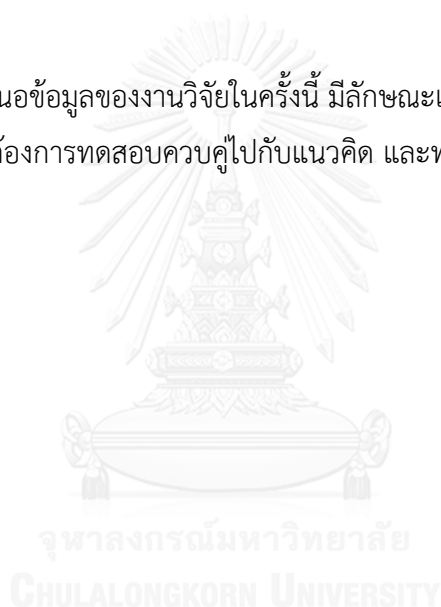 นอข้อมูลของงานวิจัยในครั้งนี้ มีลักษณะ
้องการทดสอบควบคู่ไปกับแนวคิด และ
จุฬาลงกรณ์มหาวิทยาลัย
CHULALONGKORN UNIVERSITY